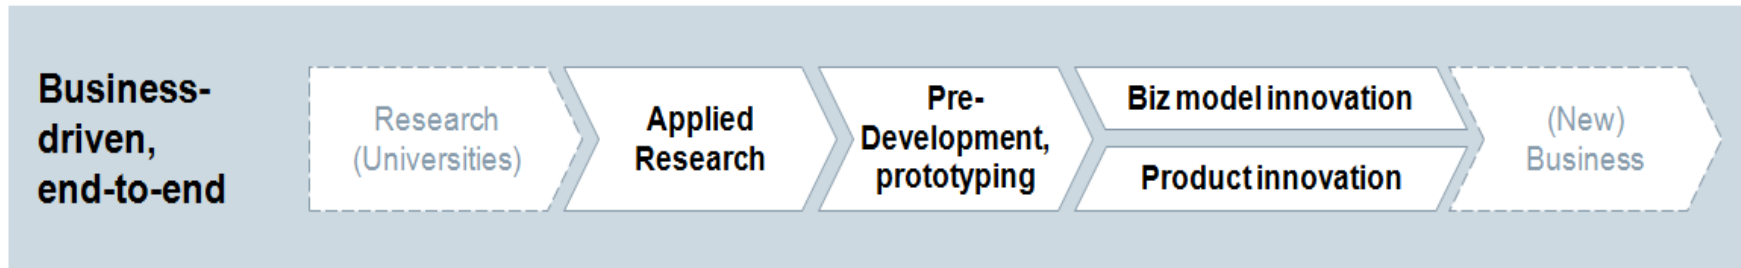 Business-
driven,
end-to-end
Research
(Universities)
Applied
Research
Pre-
Development,
prototyping
Biz model innovation
Product innovation
(New)
Business